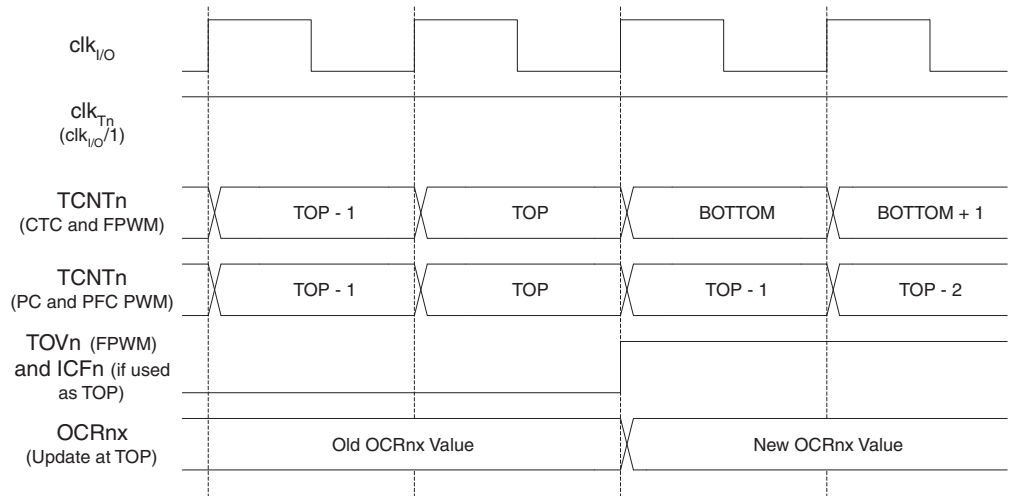 clkI/O
clkTn
(clkI/O/1)
TCNTn
(CTC and FPWM)
TOP - 1
TOP
BOTTOM
BOTTOM + 1
TCNTn
(PC and PFC PWM)
TOP - 1
TOP
TOP - 1
TOP - 2
TOVn (FPWM)
and ICFn (if used
as TOP)
OCRnx
(Update at TOP)
Old OCRnx Value
New OCRnx Value